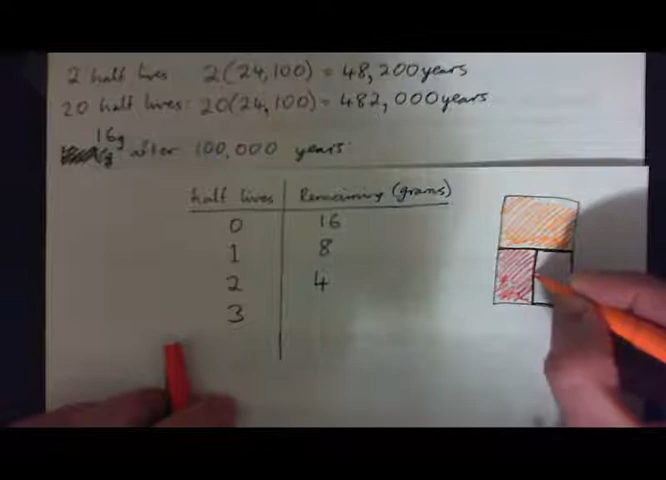 2 half lives: 2(24,100) = 48,200 years
20 half lives: 20(24,100) = 482,000 years
16g
after 100,000 years:
half lives Remaining (grams)
0 16
1 8
2 4
3